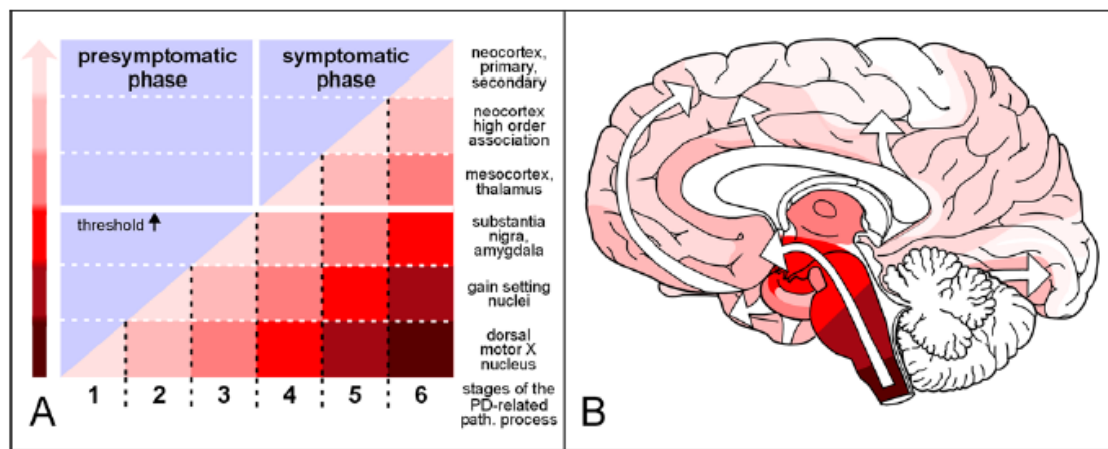 presymptomatic
phase
symptomatic
phase
neocortex,
primary,
secondary
neocortex
high order
association
mesocortex,
thalamus
threshold
substantia
nigra,
amygdala
gain setting
nuclei
dorsal
motor X
nucleus
1 2 3 4 5 6
stages of the
PD-related
path. process
A
B